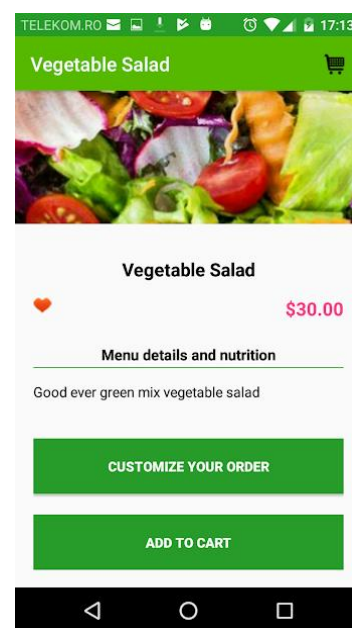 TELEKOM.RO 17:13
Vegetable Salad
Vegetable Salad
$30.00
Menu details and nutrition
Good ever green mix vegetable salad
CUSTOMIZE YOUR ORDER
ADD TO CART